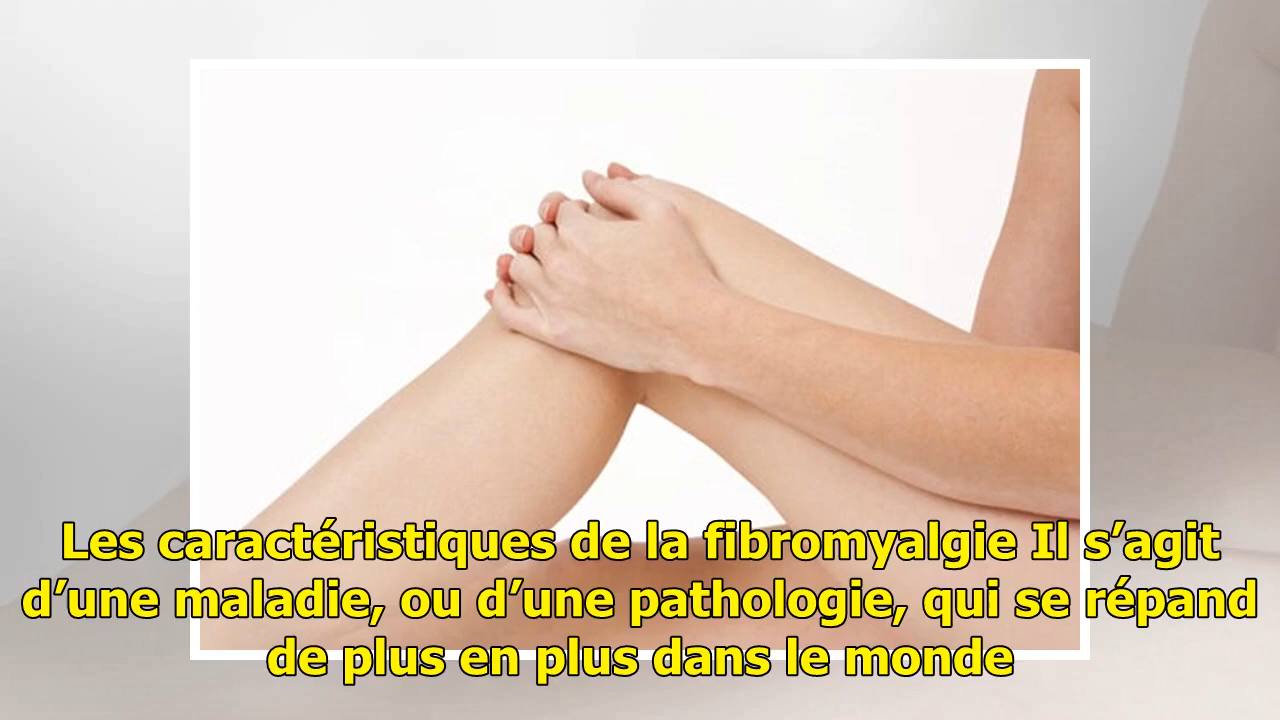 Les caractéristiques de la fibromyalgie Il s’agit
d’une maladie, ou d’une pathologie, qui se répand
de plus en plus dans le monde